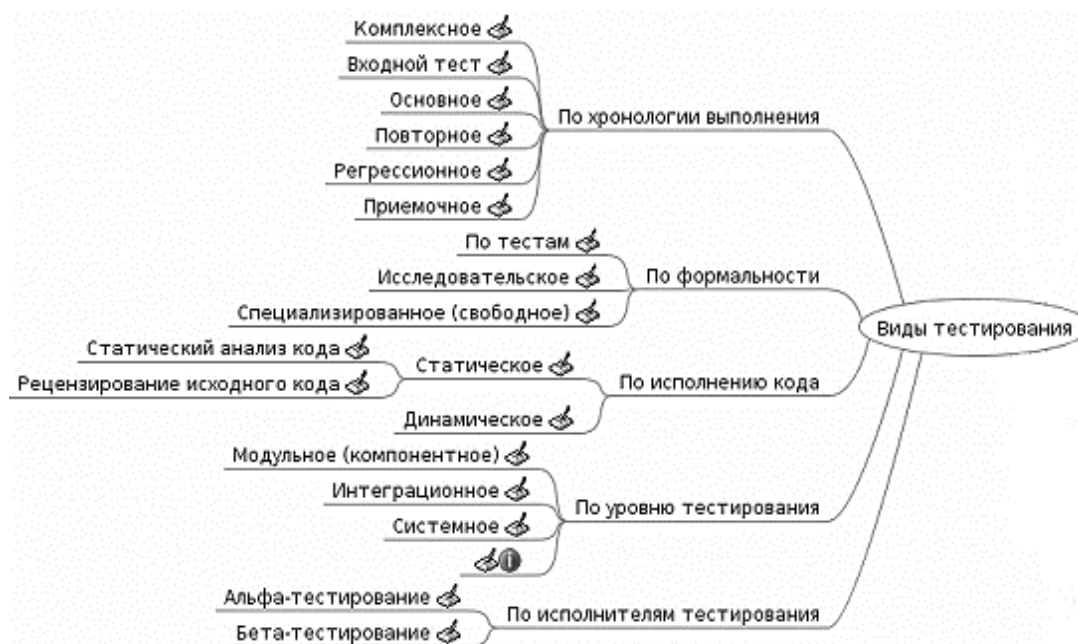 Комплексное
Входной тест
Основное
Повторное
Регрессионное
Приемочное
По хронологии выполнения
По тестам
Исследовательское
Специализированное (свободное)
По формальности
Виды тестирования
Статический анализ кода
Рецензирование исходного кода
Статическое
Динамическое
По исполнению кода
Модульное (компонентное)
Интеграционное
Системное
По уровню тестирования
Альфа-тестирование
Бета-тестирование
По исполнителям тестирования